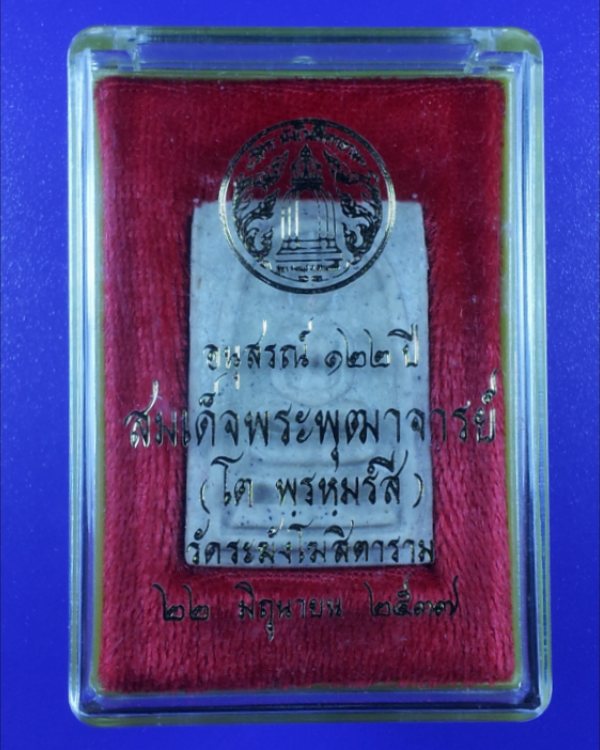 อนุสรณ์ ๑๒๒ ปี
สมเด็จพระพุฒาจารย์
(โต พรหมรังสี)
วัดระฆังโฆสิตาราม
๒๒ มิถุนายน ๒๕๓๗